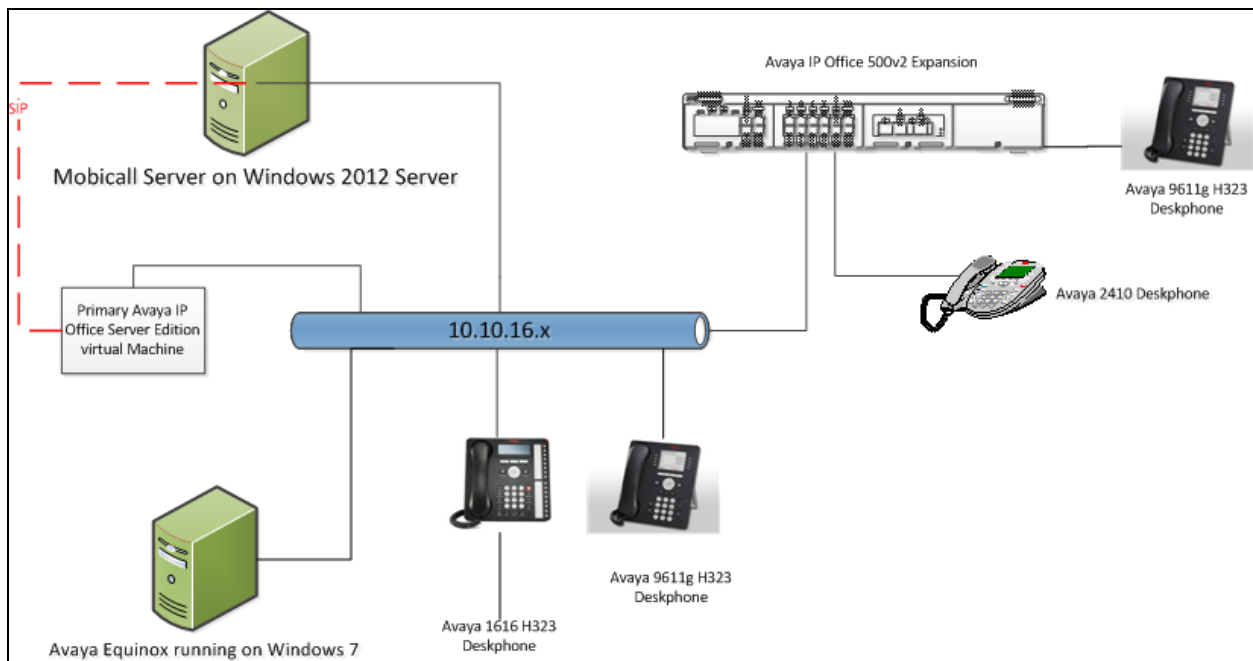 Avaya IP Office 500v2 Expansion
SIP
Mobicall Server on Windows 2012 Server
Avaya 9611g H323
Deskphone
Avaya 2410 Deskphone
Primary Avaya IP
Office Server Edition
virtual Machine
10.10.16.x
Avaya 9611g H323
Deskphone
Avaya 1616 H323
Deskphone
Avaya Equinox running on Windows 7